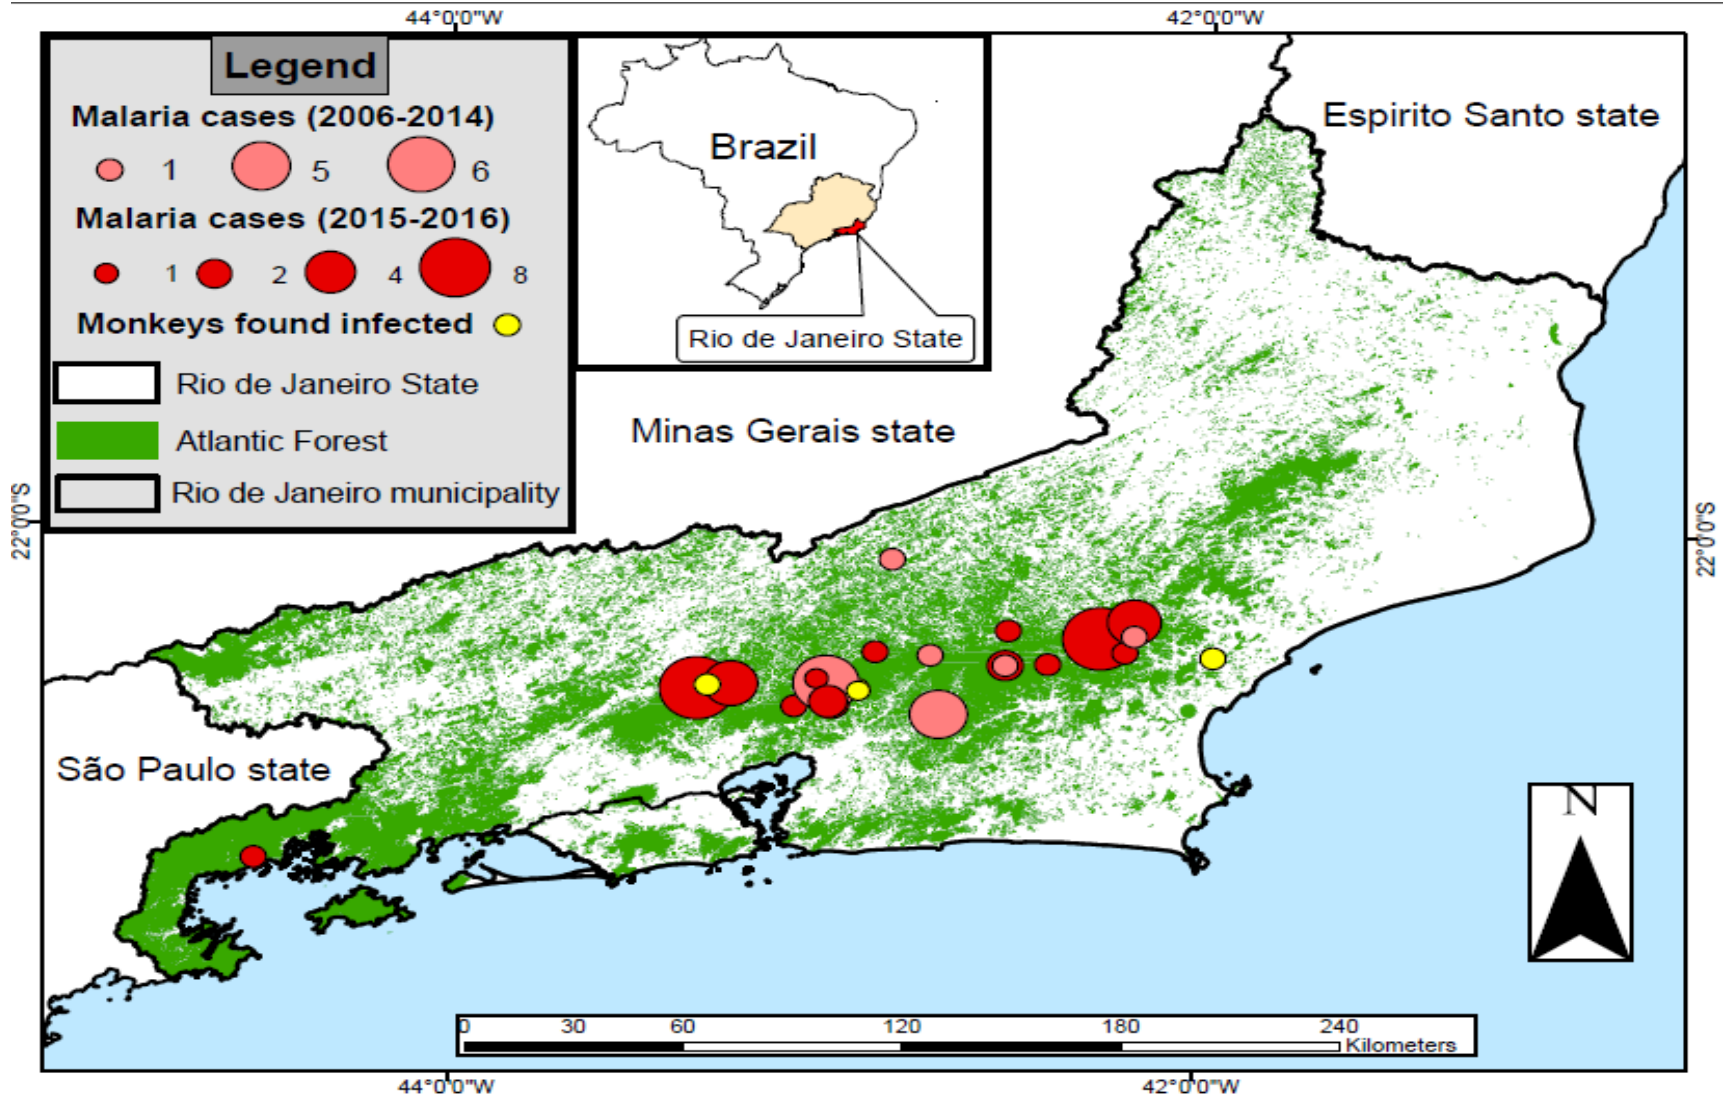 44°0'0"W
42°0'0"W
Legend
Malaria cases (2006-2014)
1
5
6
Malaria cases (2015-2016)
1
2
4
8
Monkeys found infected
Rio de Janeiro State
Atlantic Forest
Rio de Janeiro municipality
Brazil
Rio de Janeiro State
Espirito Santo state
Minas Gerais state
São Paulo state
22°0'0"S
22°0'0"S
N
0
30
60
120
180
240
Kilometers
44°0'0"W
42°0'0"W